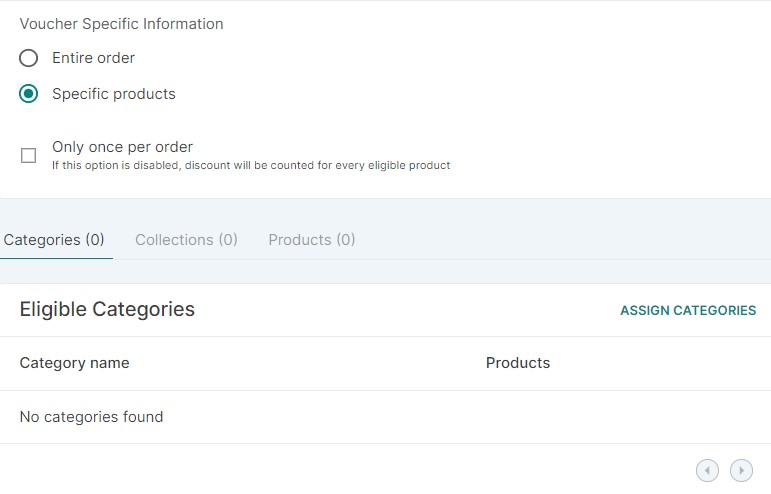 Voucher Specific Information
Entire order
Specific products
Only once per order
If this option is disabled, discount will be counted for every eligible product
Categories (0) Collections (0) Products (0)
Eligible Categories ASSIGN CATEGORIES
Category name Products
No categories found